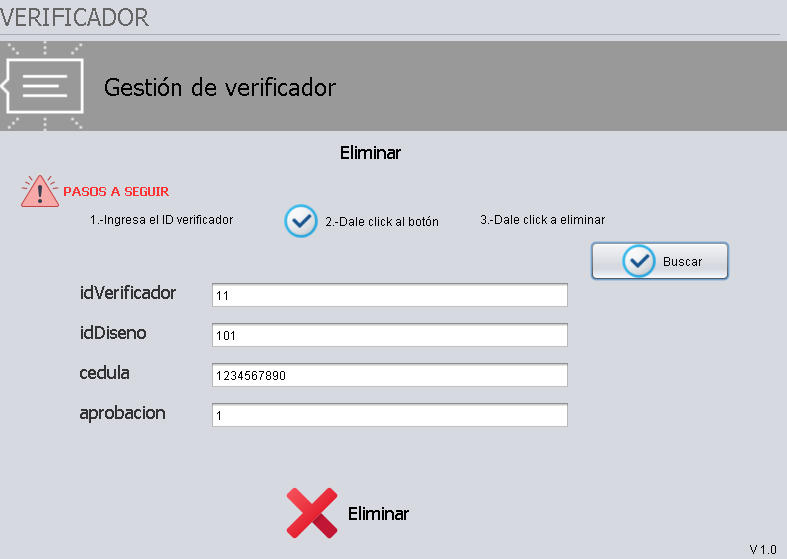 VERIFICADOR
Gestión de verificador
Eliminar
PASOS A SEGUIR
1.-Ingresa el ID verificador
2.-Dale click al botón
3.-Dale click a eliminar
Buscar
idVerificador 11
idDiseno 101
cedula 1234567890
aprobacion 1
Eliminar
V 1.0